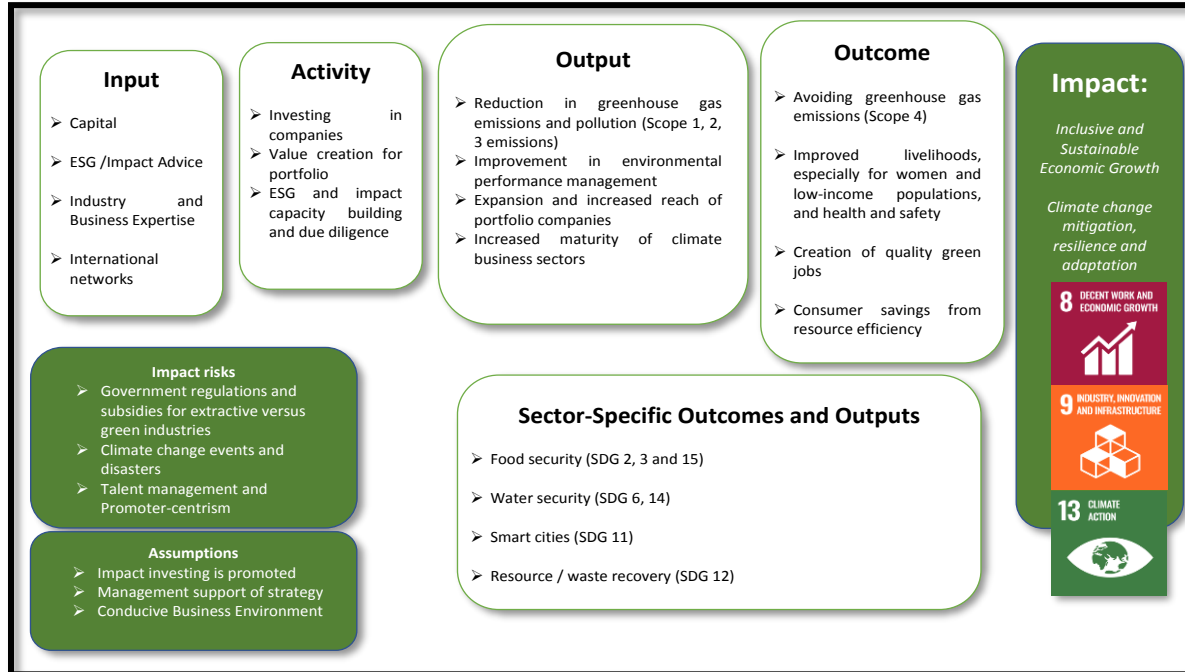 Input
➢ Capital
➢ ESG /Impact Advice
➢ Industry and
Business Expertise
➢ International
networks
Activity
➢ Investing in
companies
➢ Value creation for
portfolio
➢ ESG and impact
capacity building
and due diligence
Output
➢ Reduction in greenhouse gas
emissions and pollution (Scope 1, 2,
3 emissions)
➢ Improvement in environmental
performance management
➢ Expansion and increased reach of
portfolio companies
➢ Increased maturity of climate
business sectors
Outcome
➢ Avoiding greenhouse gas
emissions (Scope 4)
➢ Improved livelihoods,
especially for women and
low-income populations,
and health and safety
➢ Creation of quality green
jobs
➢ Consumer savings from
resource efficiency
Impact:
Inclusive and
Sustainable
Economic Growth
Climate change
mitigation,
resilience and
adaptation
8 DECENT WORK AND
ECONOMIC GROWTH
9 INDUSTRY, INNOVATION
AND INFRASTRUCTURE
13 CLIMATE
ACTION
Impact risks
➢ Government regulations and
subsidies for extractive versus
green industries
➢ Climate change events and
disasters
➢ Talent management and
Promoter-centrism
Assumptions
➢ Impact investing is promoted
➢ Management support of strategy
➢ Conducive Business Environment
Sector-Specific Outcomes and Outputs
➢ Food security (SDG 2, 3 and 15)
➢ Water security (SDG 6, 14)
➢ Smart cities (SDG 11)
➢ Resource / waste recovery (SDG 12)